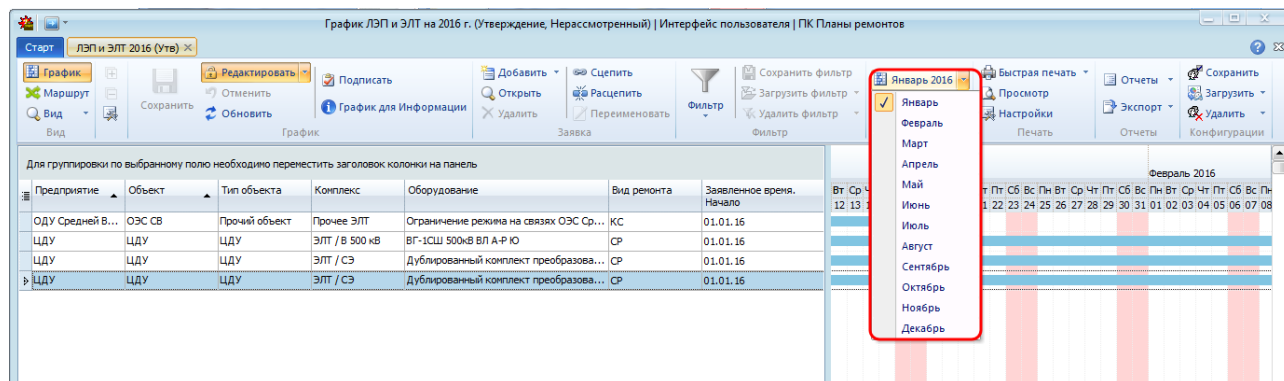 График ЛЭП и ЭЛТ на 2016 г. (Утверждение, Нерассмотренный) | Интерфейс пользователя | ПК Планы ремонтов
Старт ЛЭП и ЭЛТ 2016 (Утв)
График
Маршрут
Вид
Вид
Сохранить
Редактировать
Отменить
Обновить
Подписать
График для Информации
График
Добавить
Открыть
Удалить
Сцепить
Расцепить
Переименовать
Заявка
Фильтр
Сохранить фильтр
Загрузить фильтр
Удалить фильтр
Фильтр
Январь 2016
Январь
Февраль
Март
Апрель
Май
Июнь
Июль
Август
Сентябрь
Октябрь
Ноябрь
Декабрь
Быстрая печать
Просмотр
Настройки
Печать
Отчеты
Экспорт
Отчеты
Сохранить
Загрузить
Удалить
Конфигурации
Для группировки по выбранному полю необходимо переместить заголовок колонки на панель
Февраль 2016
Предприятие Объект Тип объекта Комплекс Оборудование Вид ремонта Заявленное время. Начало
Вт Ср Пт Сб Вс Пн Вт Ср Чт Пт Сб Вс Пн Вт Ср Чт Пт Сб Вс Пн
12 13 22 23 24 25 26 27 28 29 30 31 01 02 03 04 05 06 07 08
ОДУ Средней В... ОЭС СВ Прочий объект Прочее ЭЛТ Ограничение режима на связях ОЭС Ср... КС 01.01.16
ЦДУ ЦДУ ЦДУ ЭЛТ / В 500 кВ ВГ-1СШ 500кВ ВЛ А-Р Ю СР 01.01.16
ЦДУ ЦДУ ЦДУ ЭЛТ / СЭ Дублированный комплект преобразова... СР 01.01.16
ЦДУ ЦДУ ЦДУ ЭЛТ / СЭ Дублированный комплект преобразова... СР 01.01.16